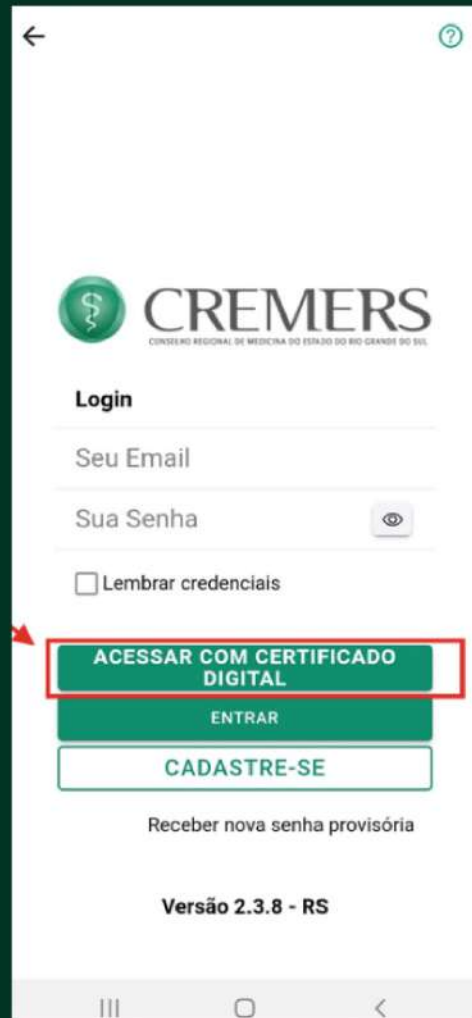 CREMERS
CONSELHO REGIONAL DE MEDICINA DO ESTADO DO RIO GRANDE DO SUL
Login
Seu Email
Sua Senha
Lembrar credenciais
ACESSAR COM CERTIFICADO
DIGITAL
ENTRAR
CADASTRE-SE
Receber nova senha provisória
Versão 2.3.8 - RS